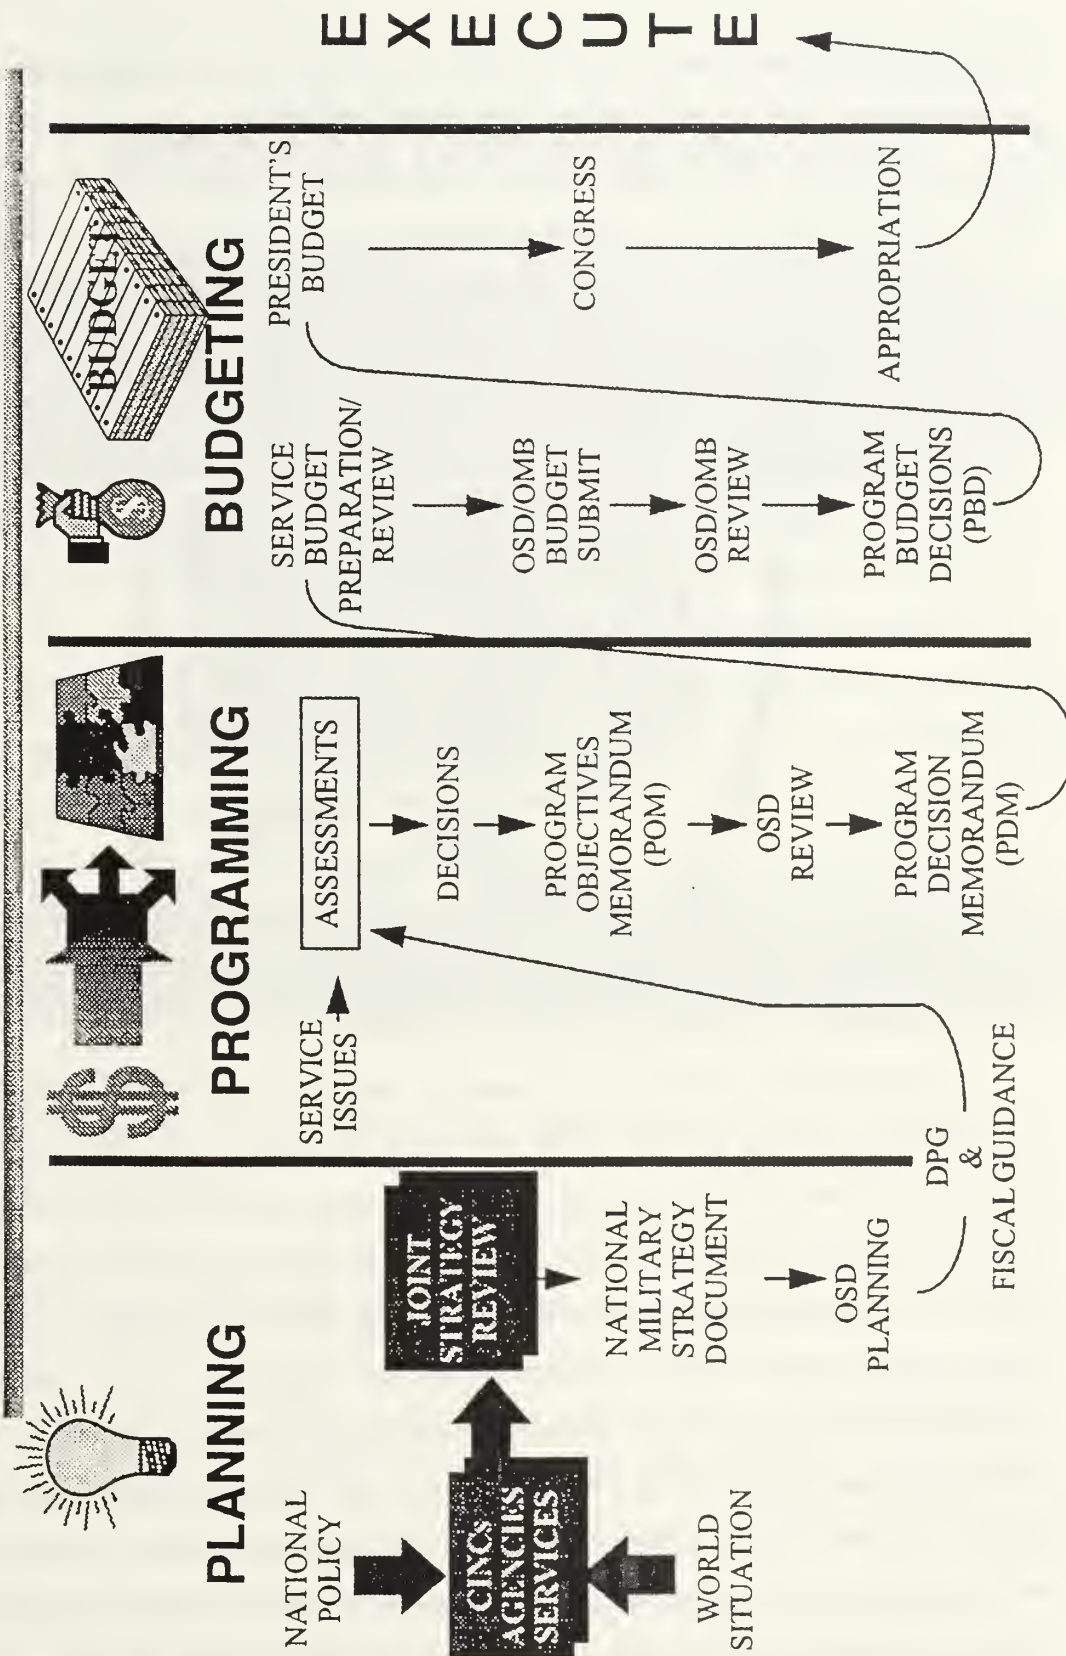 PLANNING
NATIONAL
POLICY
CINCs
AGENCIES
SERVICES
WORLD
SITUATION
JOINT
STRATEGY
REVIEW
NATIONAL
MILITARY
STRATEGY
DOCUMENT
OSD
PLANNING
DPG
&
FISCAL GUIDANCE
$
PROGRAMMING
SERVICE
ISSUES
ASSESSMENTS
DECISIONS
PROGRAM
OBJECTIVES
MEMORANDUM
(POM)
OSD
REVIEW
PROGRAM
DECISION
MEMORANDUM
(PDM)
$
BUDGET
BUDGETING
SERVICE
BUDGET
PREPARATION/
REVIEW
OSD/OMB
BUDGET
SUBMIT
OSD/OMB
REVIEW
PROGRAM
BUDGET
DECISIONS
(PBD)
PRESIDENT'S
BUDGET
CONGRESS
APPROPRIATION
EXECUTE